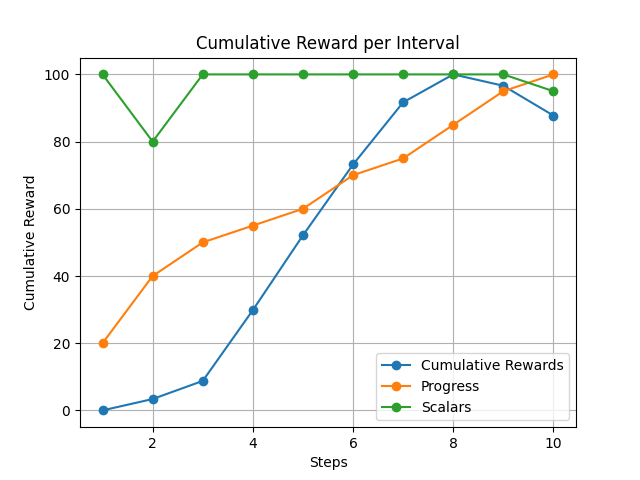 Cumulative Reward per Interval
Cumulative Reward
100
80
60
40
20
0
2 4 6 8 10
Steps
Cumulative Rewards
Progress
Scalars